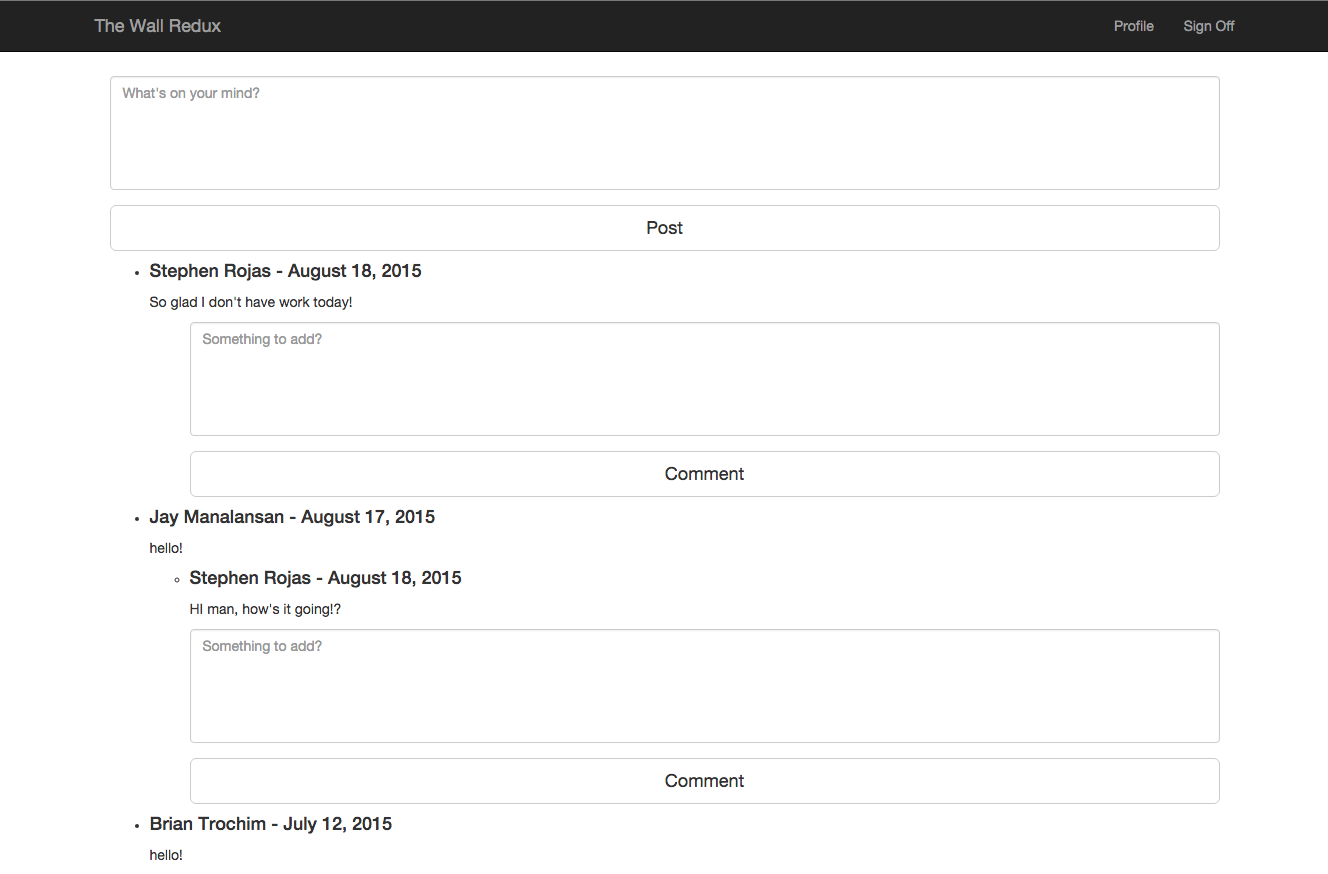 The Wall Redux
Profile
Sign Off
What's on your mind?
Post
Stephen Rojas - August 18, 2015
So glad I don't have work today!
Something to add?
Comment
Jay Manalansan - August 17, 2015
hello!
Stephen Rojas - August 18, 2015
HI man, how's it going!?
Something to add?
Comment
Brian Trochim - July 12, 2015
hello!